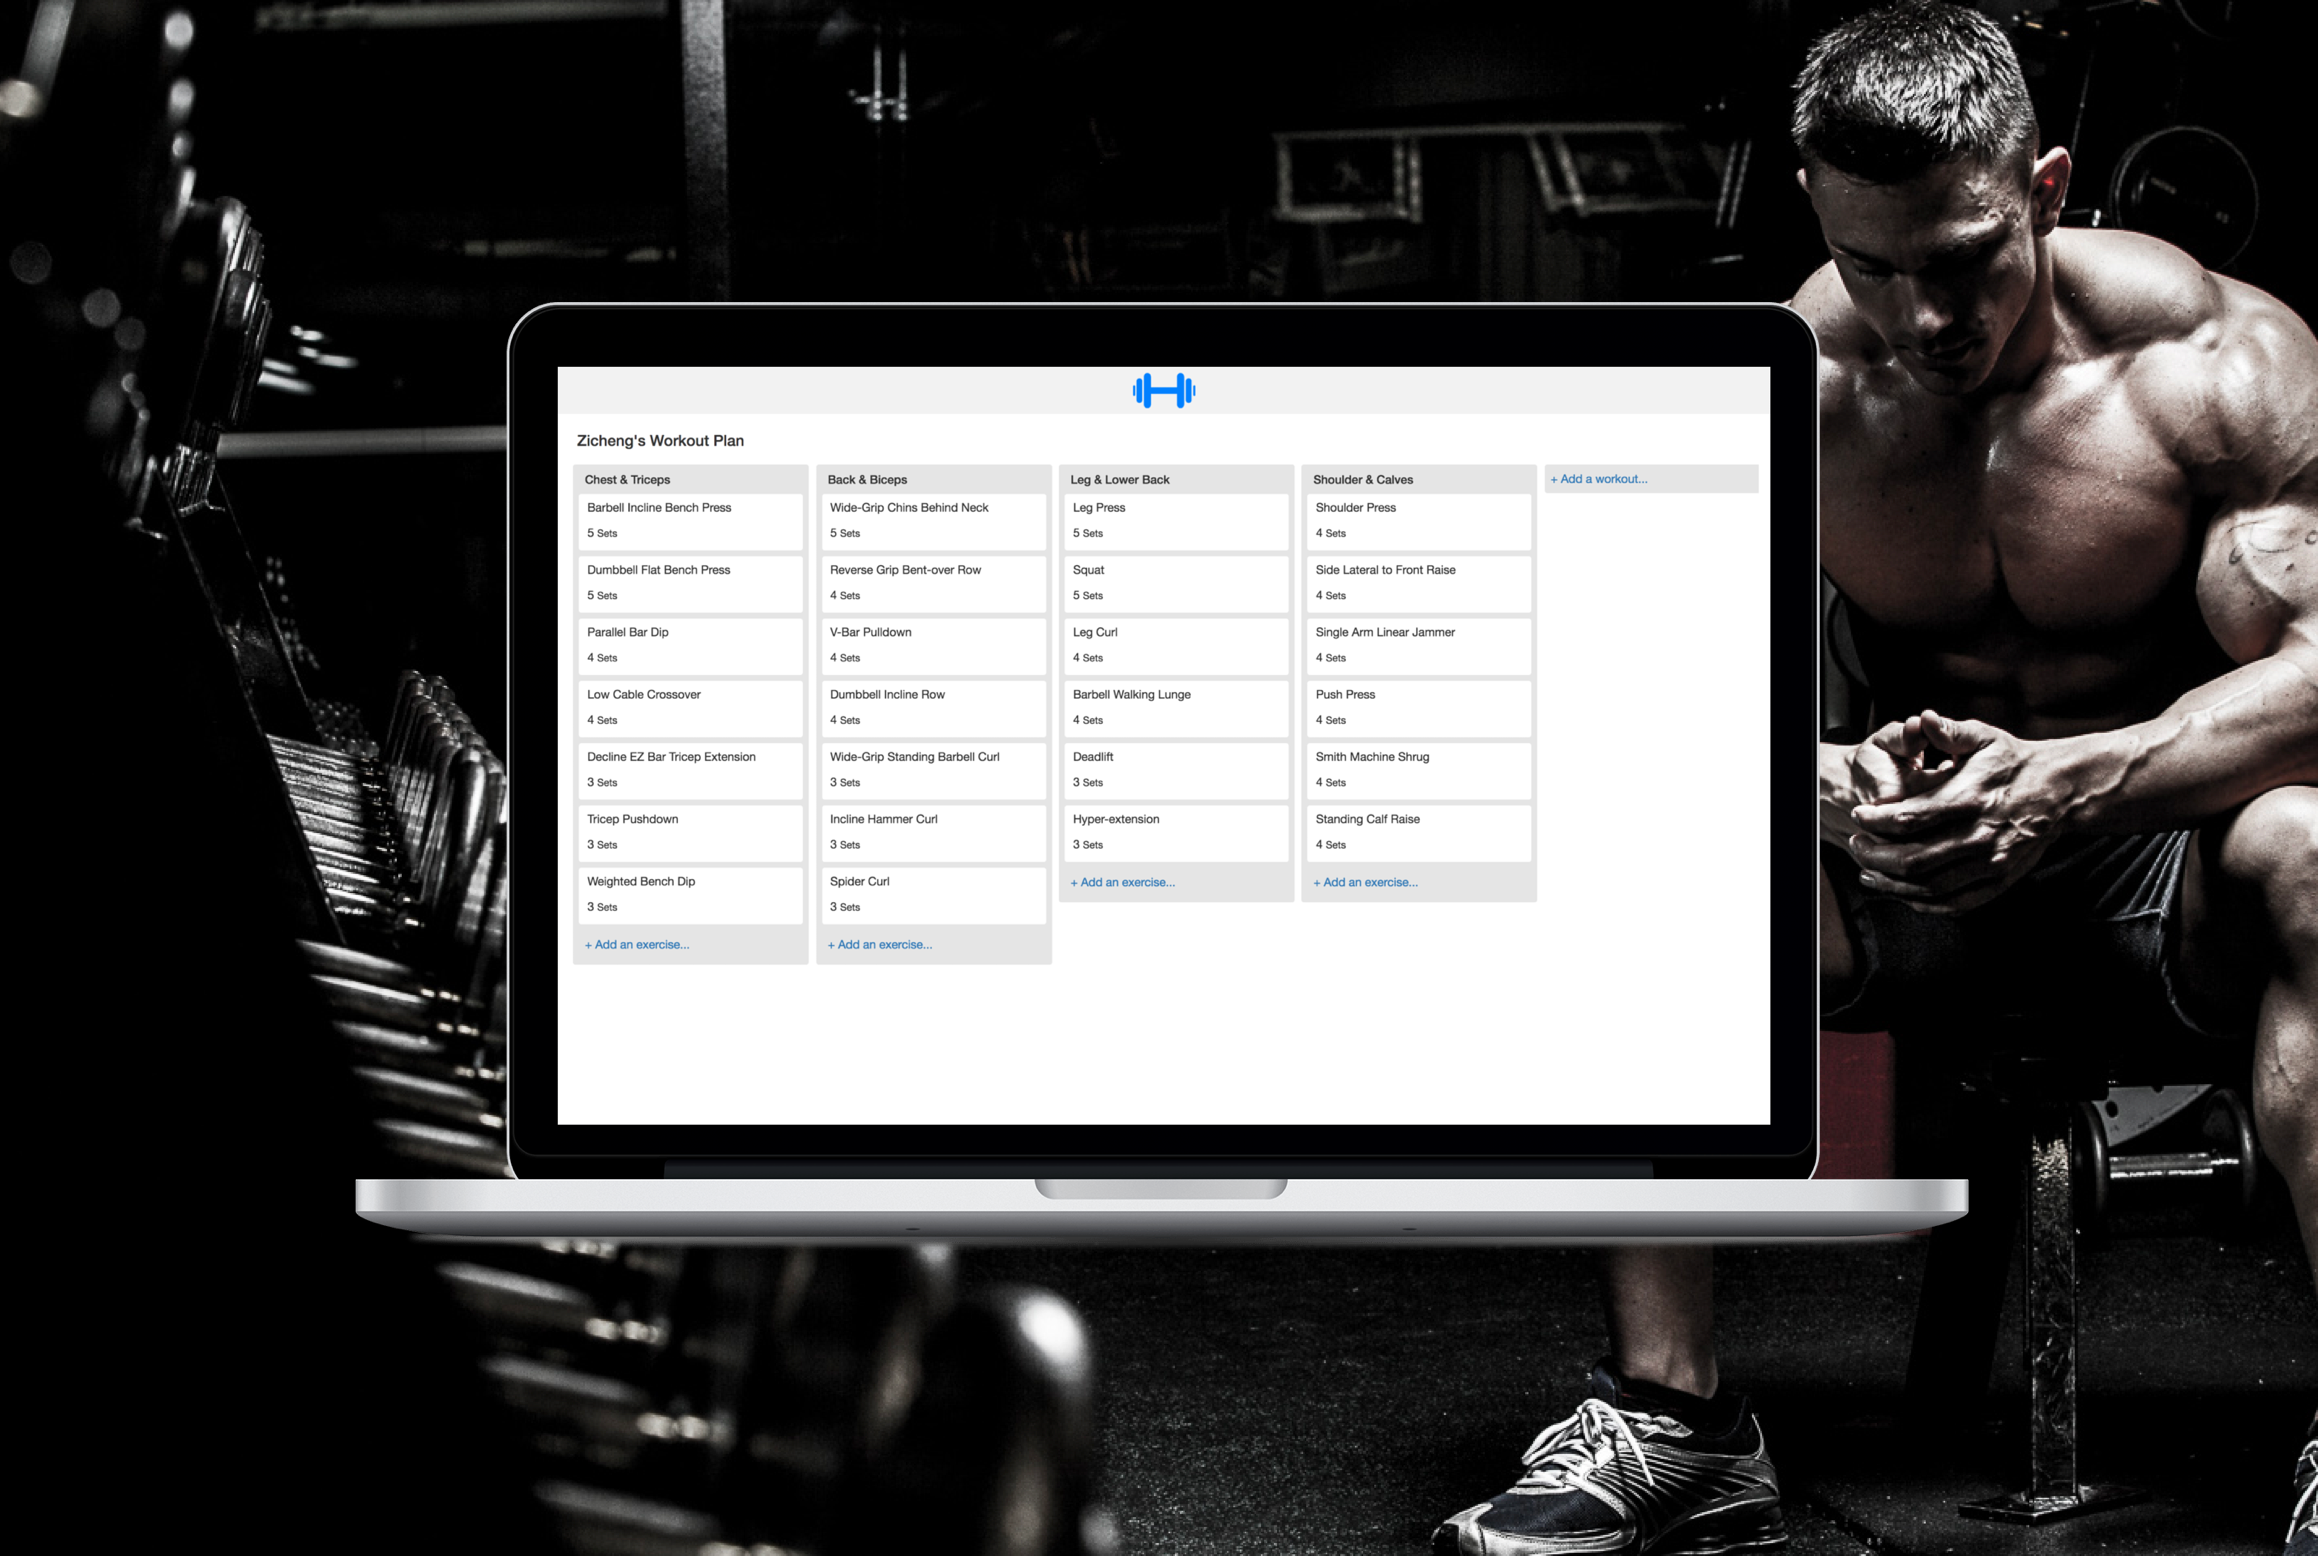 Zicheng's Workout Plan
Chest & Triceps
Barbell Incline Bench Press
5 Sets
Dumbbell Flat Bench Press
5 Sets
Parallel Bar Dip
4 Sets
Low Cable Crossover
4 Sets
Decline EZ Bar Tricep Extension
3 Sets
Tricep Pushdown
3 Sets
Weighted Bench Dip
3 Sets
+ Add an exercise...
Back & Biceps
Wide-Grip Chins Behind Neck
5 Sets
Reverse Grip Bent-over Row
4 Sets
V-Bar Pulldown
4 Sets
Dumbbell Incline Row
4 Sets
Wide-Grip Standing Barbell Curl
3 Sets
Incline Hammer Curl
3 Sets
Spider Curl
3 Sets
+ Add an exercise...
Leg & Lower Back
Leg Press
5 Sets
Squat
5 Sets
Leg Curl
4 Sets
Barbell Walking Lunge
4 Sets
Deadlift
3 Sets
Hyper-extension
3 Sets
+ Add an exercise...
Shoulder & Calves
Shoulder Press
4 Sets
Side Lateral to Front Raise
4 Sets
Single Arm Linear Jammer
4 Sets
Push Press
4 Sets
Smith Machine Shrug
4 Sets
Standing Calf Raise
4 Sets
+ Add an exercise...
+ Add a workout...